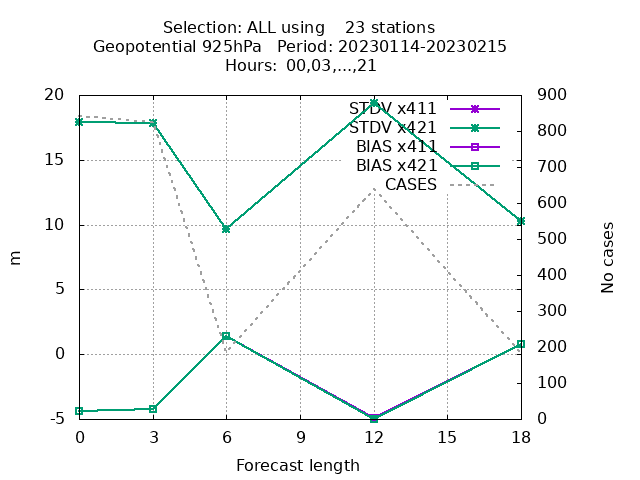 Selection: ALL using 23 stations
Geopotential 925hPa Period: 20230114-20230215
Hours: 00,03,...,21
20
15
10
5
0
-5
m
900
800
700
600
500
400
300
200
100
0
No cases
STDV x411
STDV x421
BIAS x411
BIAS x421
CASES
0 3 6 9 12 15 18
Forecast length